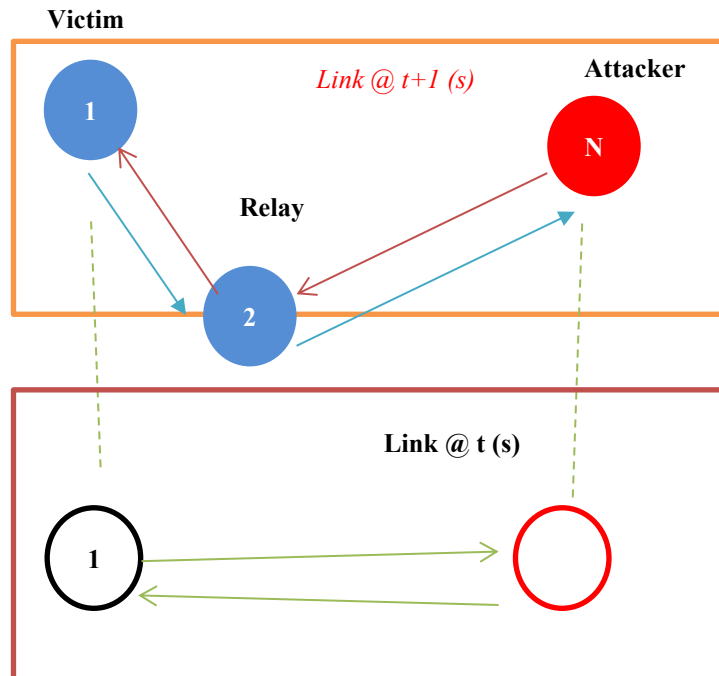 Victim
Link @ t+1 (s)
Attacker
1
N
Relay
2
Link @ t (s)
1